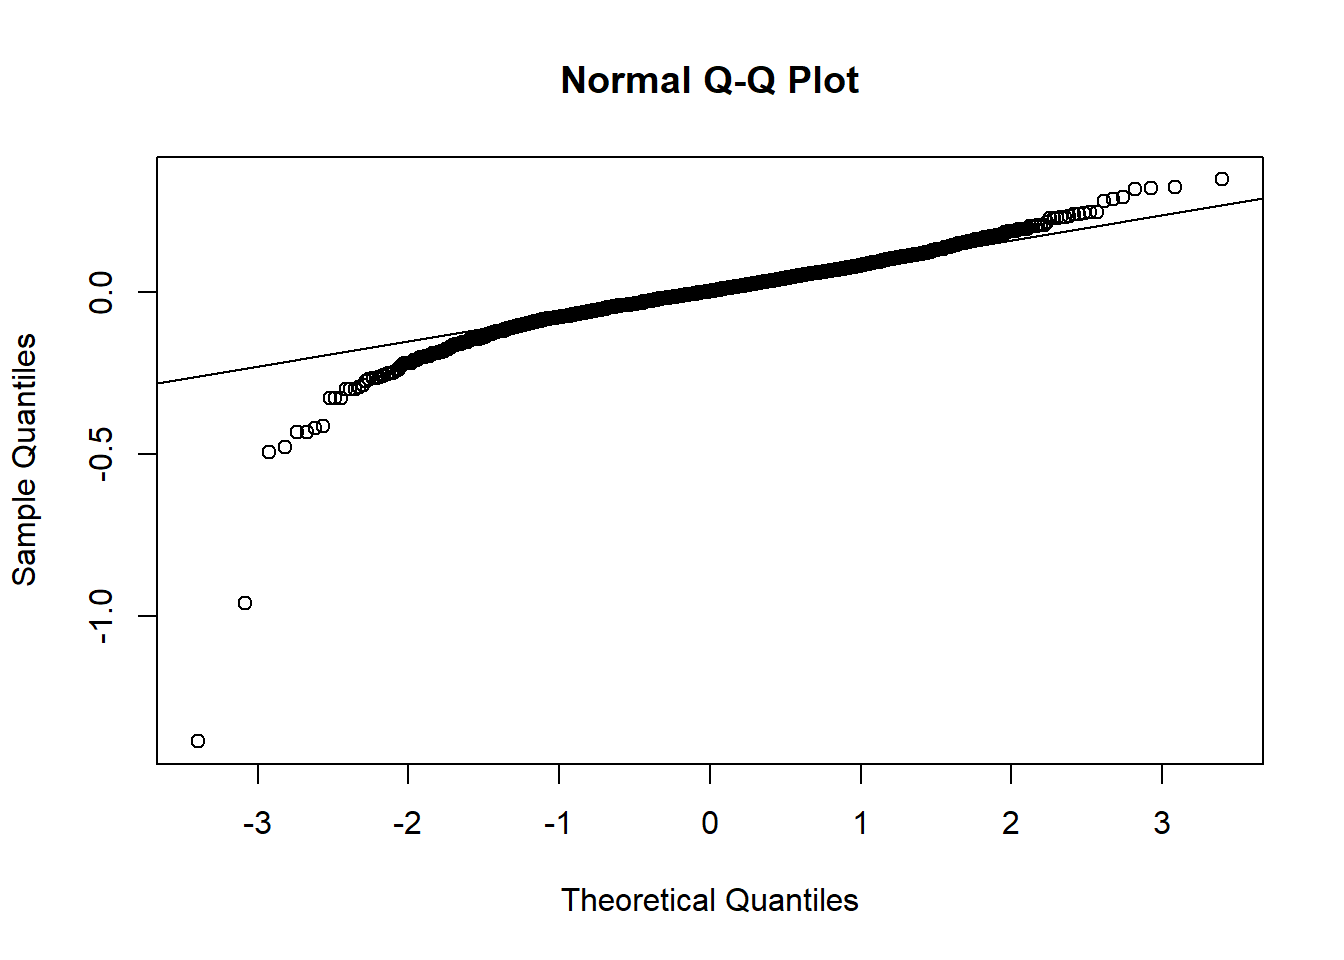 Normal Q-Q Plot
Sample Quantiles
0.0
-0.5
-1.0
-3 -2 -1 0 1 2 3
Theoretical Quantiles